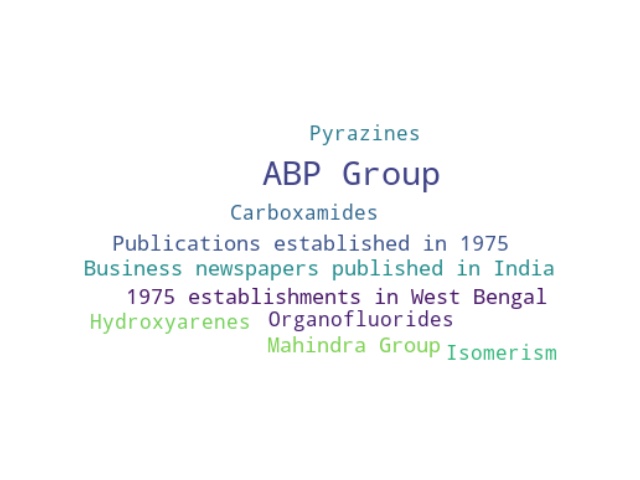 Pyrazines
ABP Group
Carboxamides
Publications established in 1975
Business newspapers published in India
1975 establishments in West Bengal
Hydroxyarenes Organofluorides
Mahindra Group Isomerism